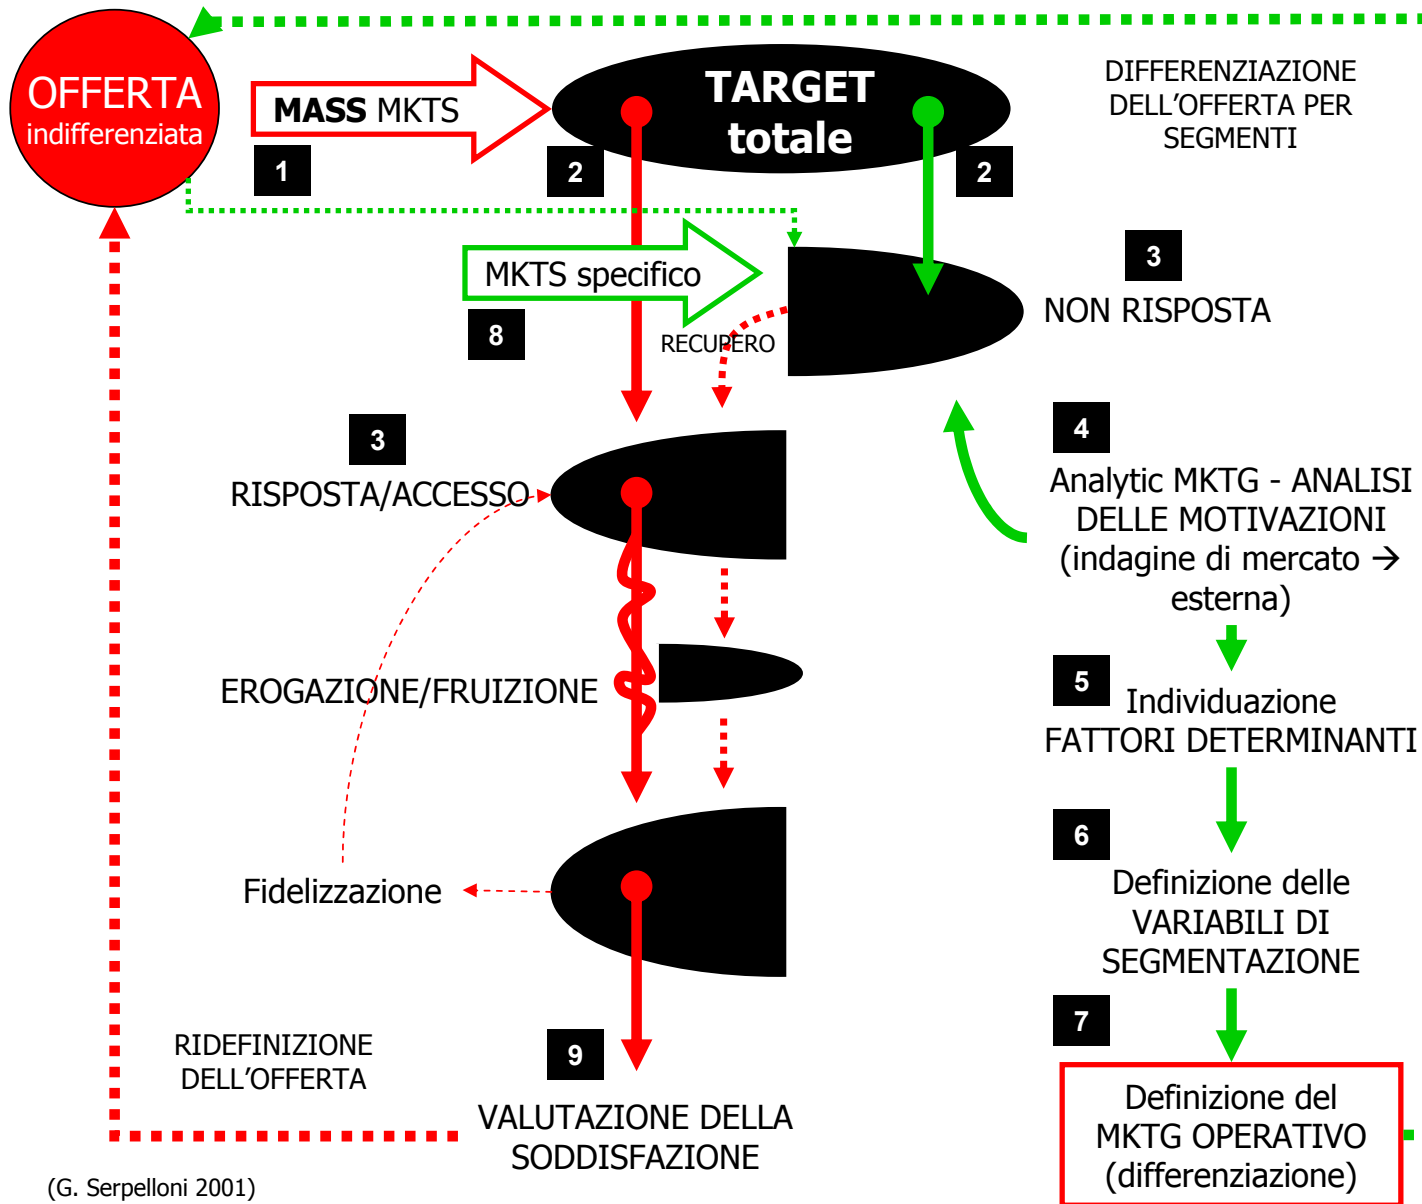 OFFERTA
indifferenziata
MASS MKTS
1
TARGET
totale
2
2
DIFFERENZIAZIONE
DELL’OFFERTA PER
SEGMENTI
MKTS specifico
8
RECUPERO
3
NON RISPOSTA
3
RISPOSTA/ACCESSO
4
Analytic MKTG - ANALISI
DELLE MOTIVAZIONI
(indagine di mercato →
esterna)
EROGAZIONE/FRUIZIONE
5
Individuazione
FATTORI DETERMINANTI
6
Definizione delle
VARIABILI DI
SEGMENTAZIONE
Fidelizzazione
7
Definizione del
MKTG OPERATIVO
(differenziazione)
RIDEFINIZIONE
DELL’OFFERTA
9
VALUTAZIONE DELLA
SODDISFAZIONE
(G. Serpelloni 2001)